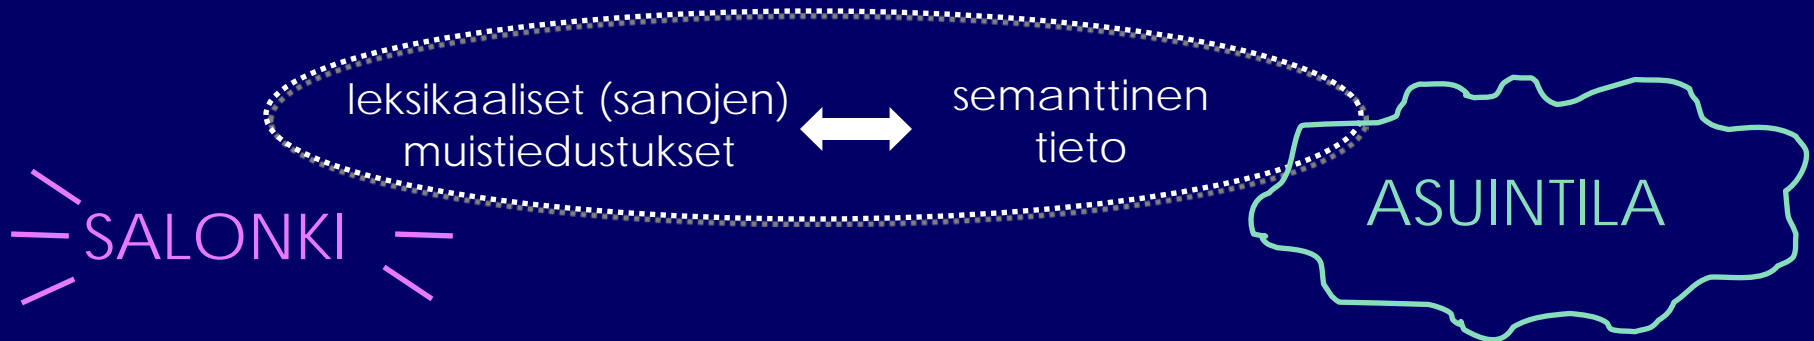 leksikaaliset (sanojen)
muistiedustukset
semanttinen
tieto
SALONKI
ASUINTILA